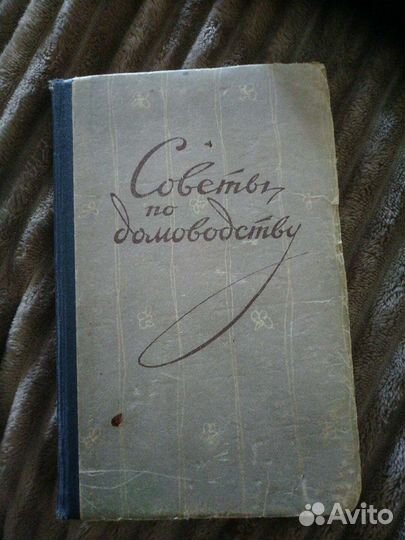 Советы
по
домоводству
Avito